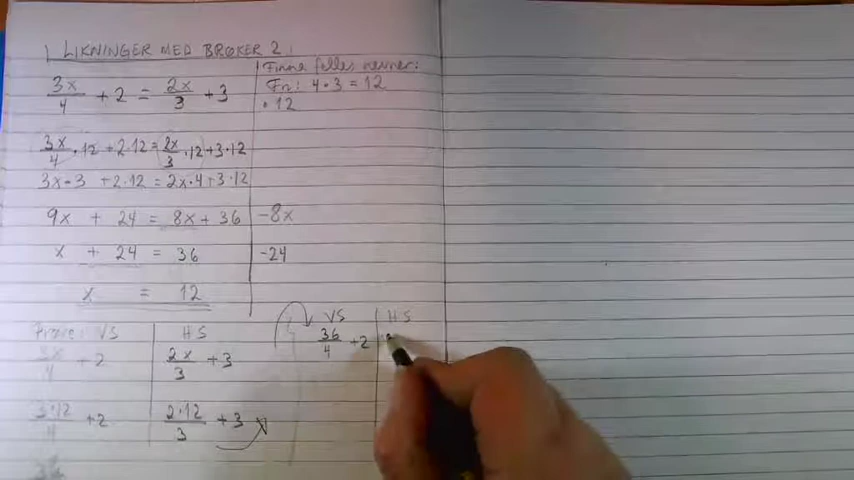 LIKNINGER MED BRØKER 2:
Finne felles nevner:
3x/4 + 2 = 2x/3 + 3
Fn: 4·3=12
·12
3x/4 ·12 + 2·12 = 2x/3 ·12 + 3·12
3x·3 + 2·12 = 2x·4 + 3·12
9x + 24 = 8x + 36
-8x
x + 24 = 36
-24
x = 12
VS
HS
Prøve: VS
HS
36/4 + 2
3x/4 + 2
2x/3 + 3
3·12/4 + 2
2·12/3 + 3
36